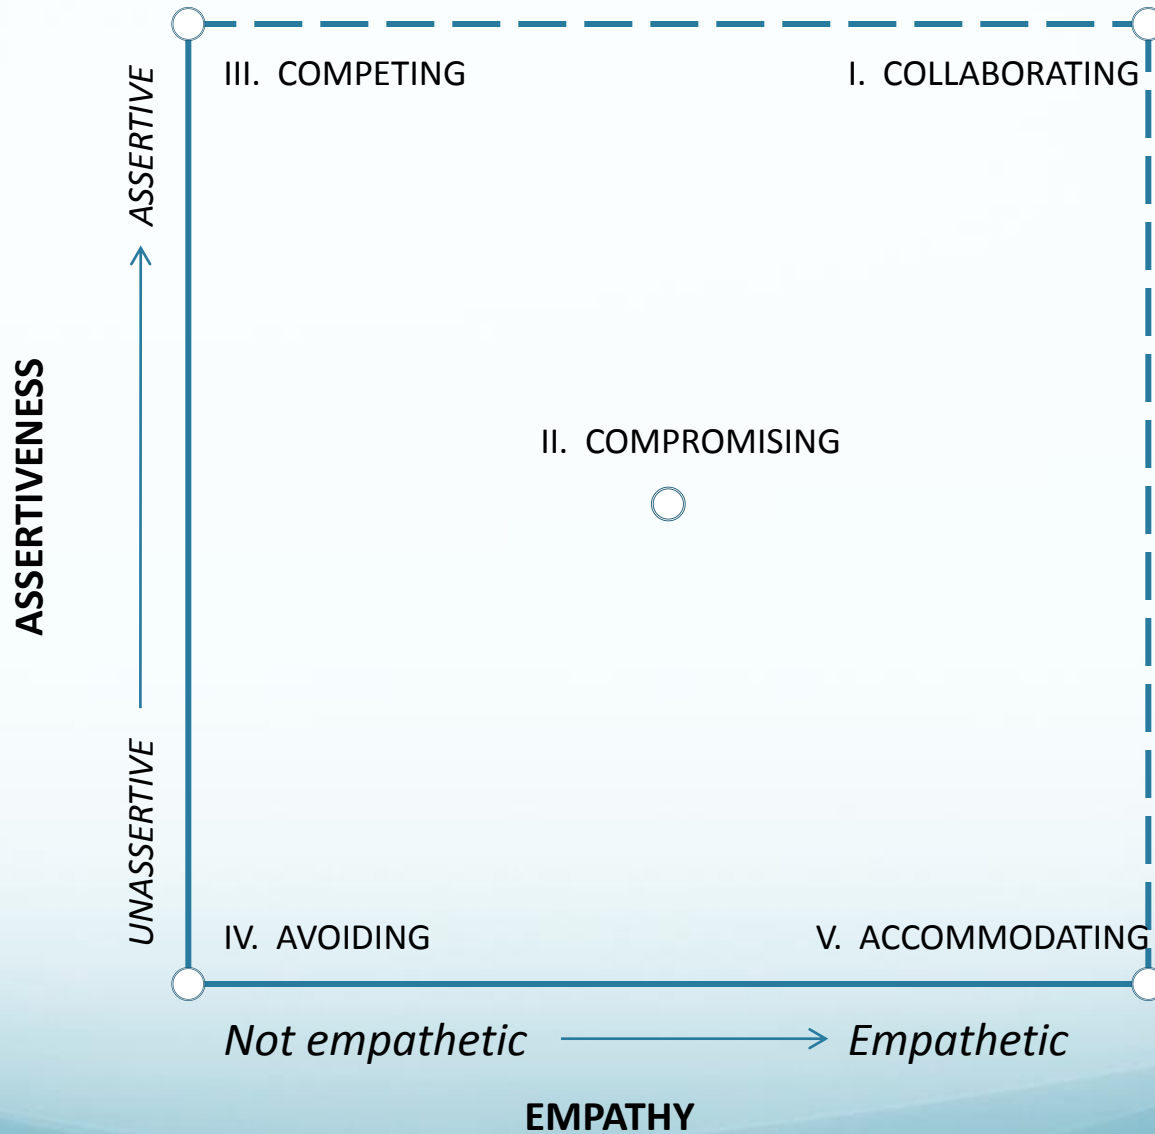 III. COMPETING
I. COLLABORATING
ASSERTIVE
ASSERTIVENESS
II. COMPROMISING
UNASSERTIVE
IV. AVOIDING
V. ACCOMMODATING
Not empathetic
Empathetic
EMPATHY